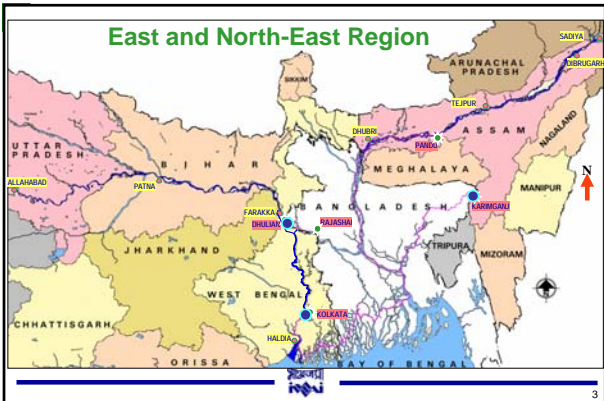 East and North-East Region
SADIYA
ARUNACHAL
PRADESH
DIBRUGARH
SIKKIM
TEJPUR
ASSAM
NAGALAND
DHUBRI
PANDU
UTTAR
PRADESH
BIHAR
MEGHALAYA
N
ALLAHABAD
PATNA
MANIPUR
FARAKKA
BANGLADESH
KARIMGANJ
DHULIAN
RAJASHAI
JHARKHAND
TRIPURA
MIZORAM
WEST BENGAL
CHHATTISGARH
KOLKATA
HALDIA
ORISSA
BAY OF BENGAL
3